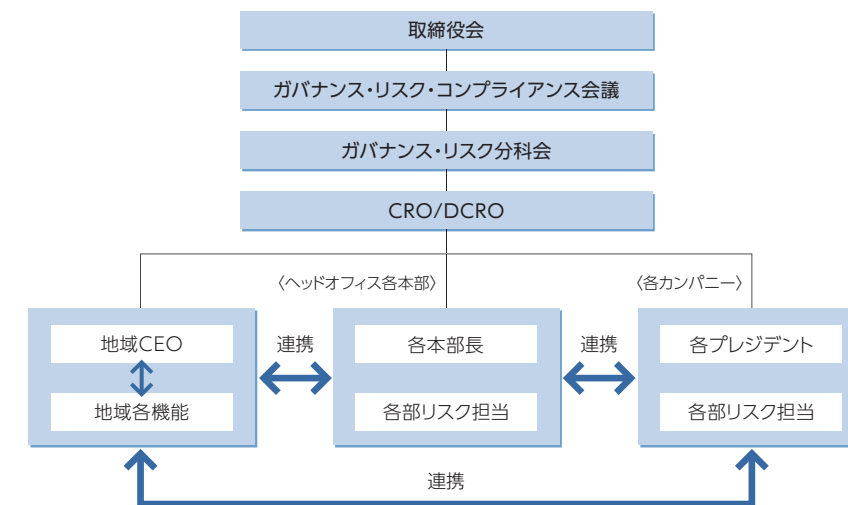 取締役会
ガバナンス・リスク・コンプライアンス会議
ガバナンス・リスク分科会
CRO/DCRO
〈ヘッドオフィス各本部〉
〈各カンパニー〉
地域CEO
連携
各本部長
連携
各プレジデント
地域各機能
各部リスク担当
各部リスク担当
連携